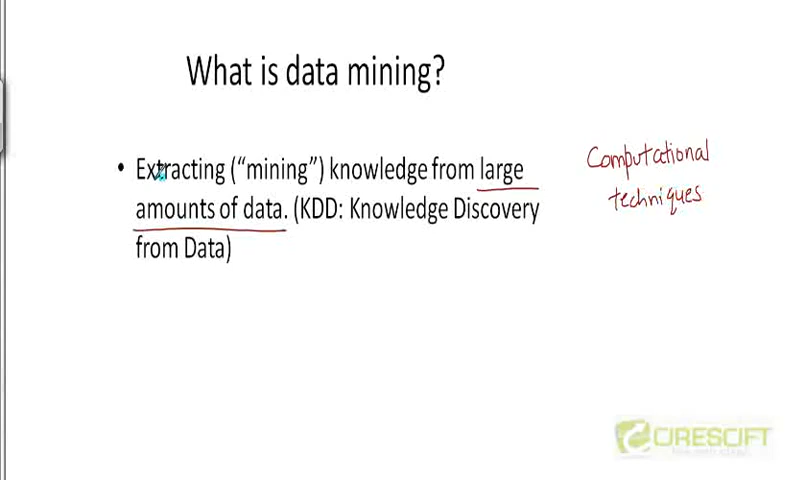 What is data mining?
• Extracting (“mining”) knowledge from large
amounts of data. (KDD: Knowledge Discovery
from Data)
Computational
techniques
CIRESCIFT